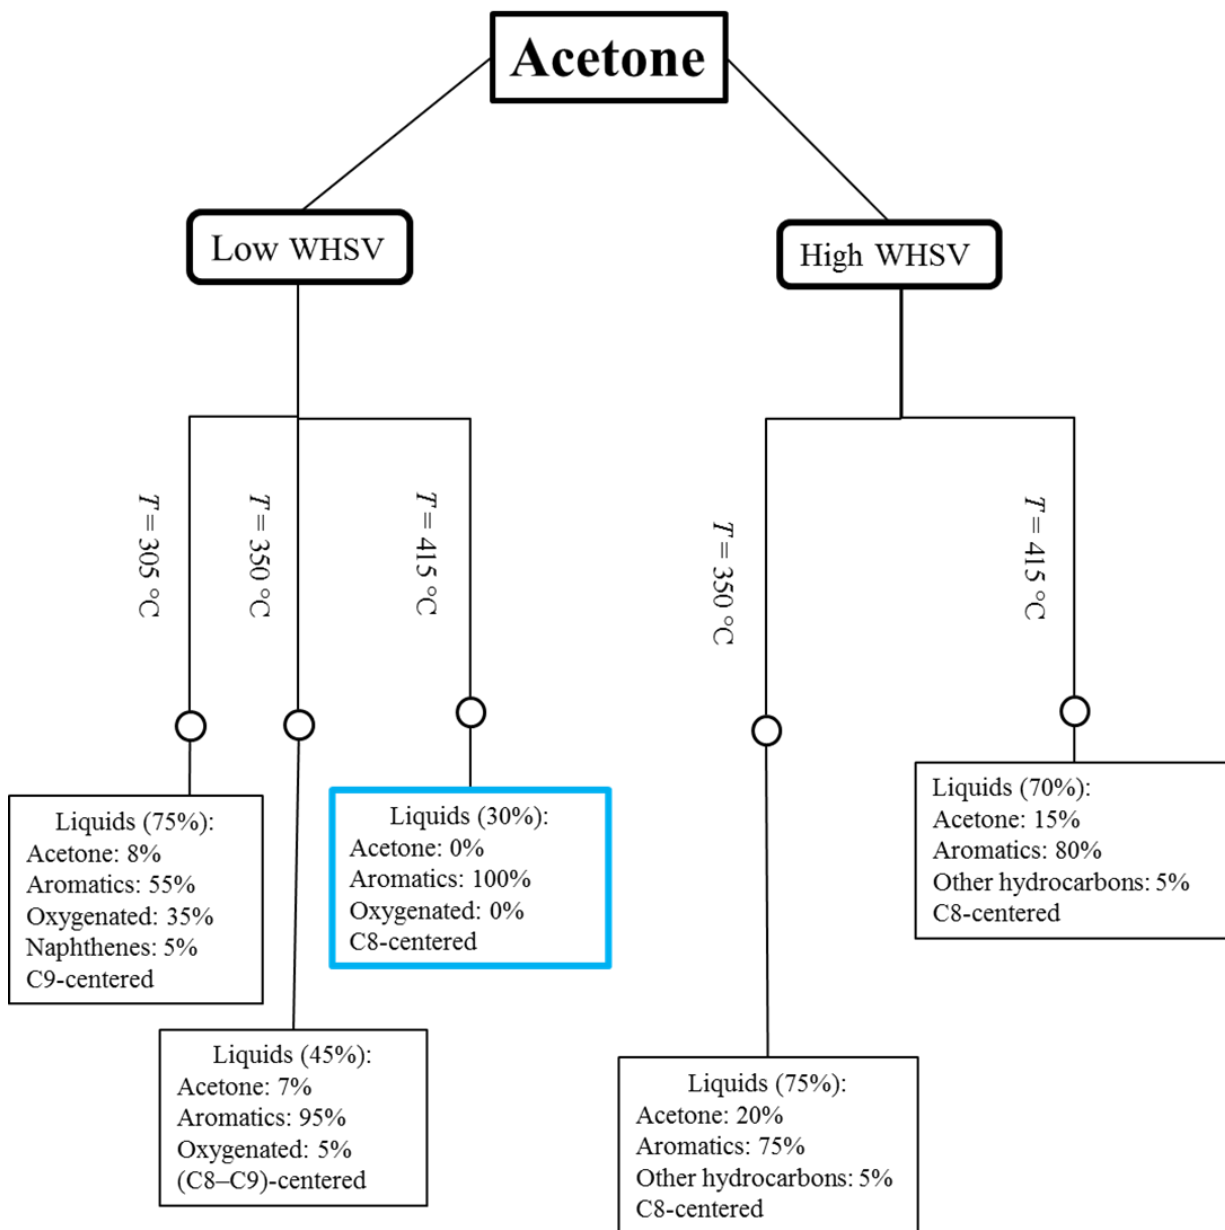 Acetone
Low WHSV
High WHSV
T = 305 °C
T = 350 °C
T = 415 °C
T = 350 °C
T = 415 °C
Liquids (75%):
Acetone: 8%
Aromatics: 55%
Oxygenated: 35%
Naphthenes: 5%
C9-centered
Liquids (30%):
Acetone: 0%
Aromatics: 100%
Oxygenated: 0%
C8-centered
Liquids (70%):
Acetone: 15%
Aromatics: 80%
Other hydrocarbons: 5%
C8-centered
Liquids (45%):
Acetone: 7%
Aromatics: 95%
Oxygenated: 5%
(C8–C9)-centered
Liquids (75%):
Acetone: 20%
Aromatics: 75%
Other hydrocarbons: 5%
C8-centered